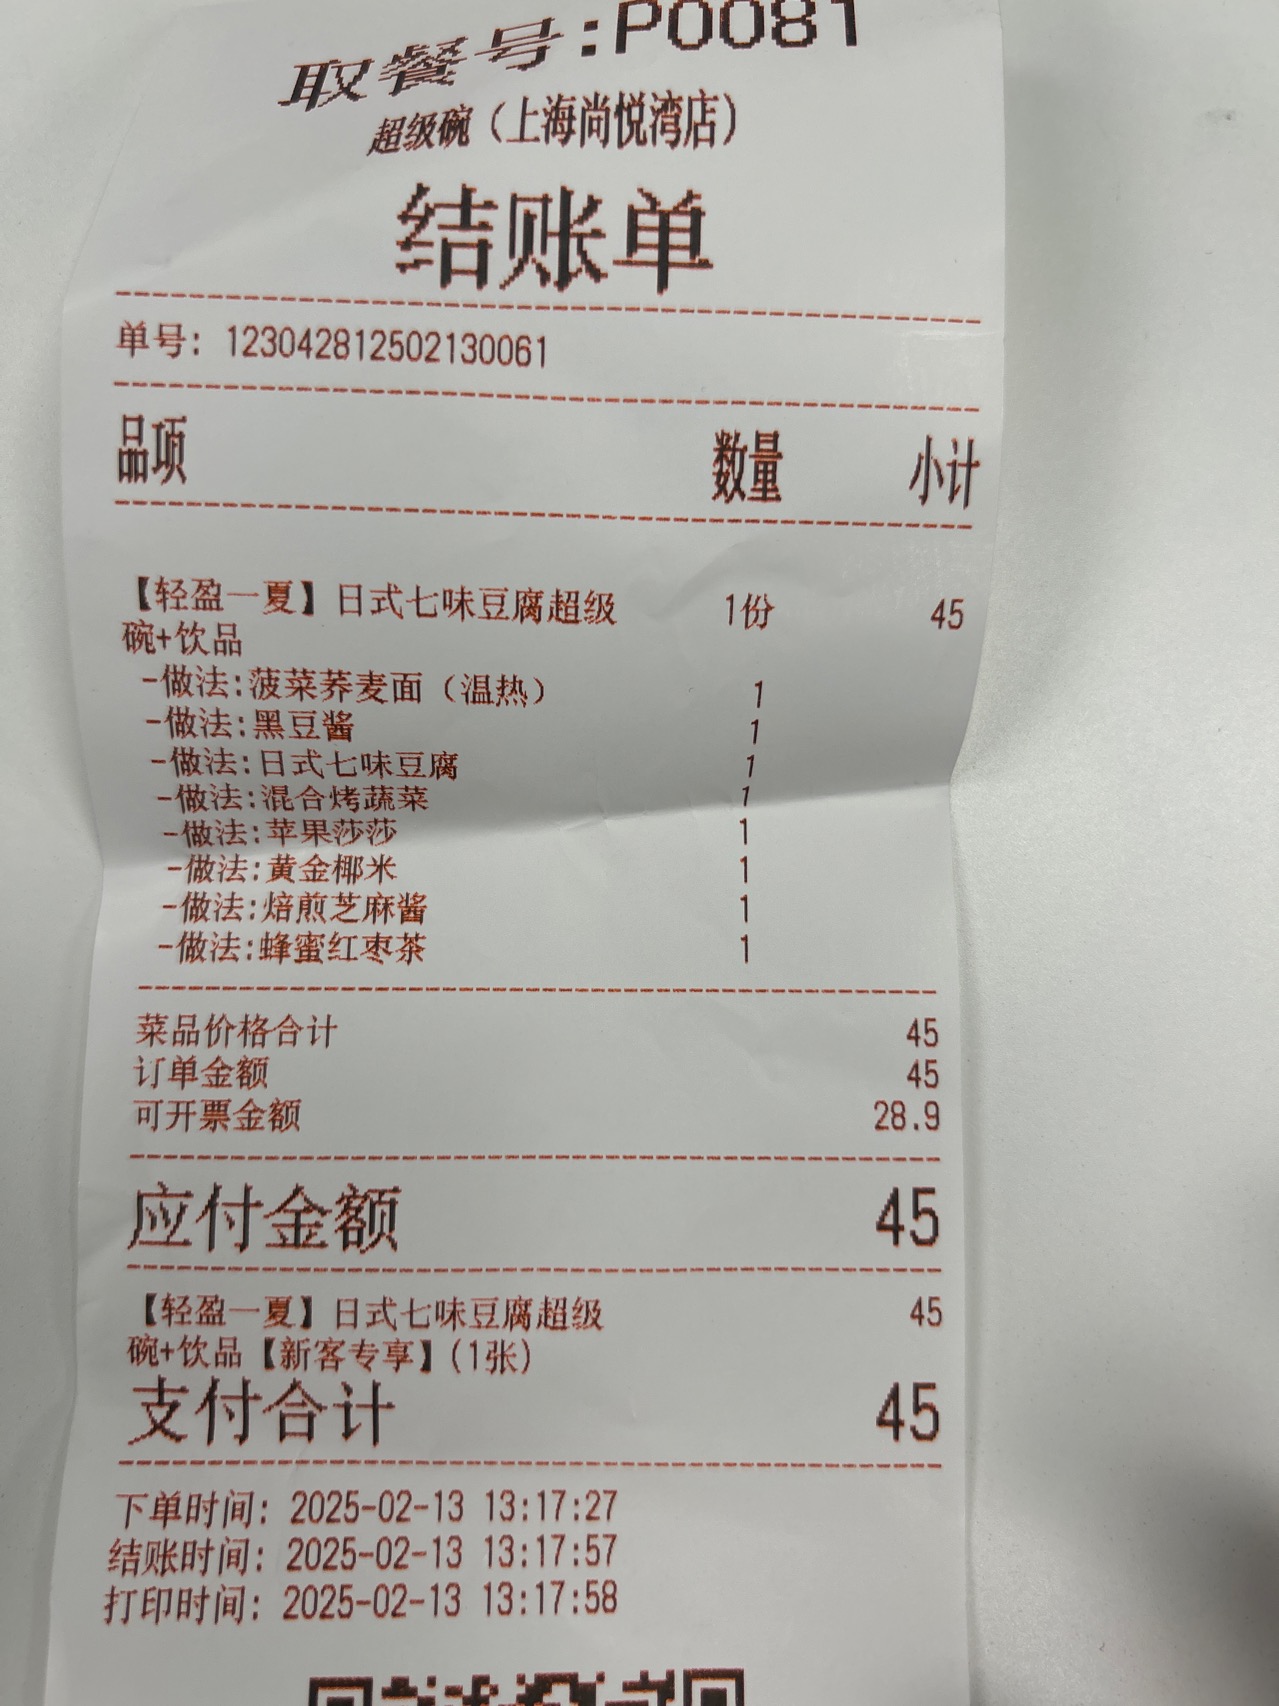 取餐号:P0081
超级碗（上海尚悦湾店）
结账单
单号: 123042812502130061
品项 数量 小计
【轻盈一夏】日式七味豆腐超级 1份 45
碗+饮品
-做法:菠菜荞麦面（温热） 1
-做法:黑豆酱 1
-做法:日式七味豆腐 1
-做法:混合烤蔬菜 1
-做法:苹果莎莎 1
-做法:黄金椰米 1
-做法:焙煎芝麻酱 1
-做法:蜂蜜红枣茶 1
菜品价格合计 45
订单金额 45
可开票金额 28.9
应付金额 45
【轻盈一夏】日式七味豆腐超级 45
碗+饮品【新客专享】(1张)
支付合计 45
下单时间: 2025-02-13 13:17:27
结账时间: 2025-02-13 13:17:57
打印时间: 2025-02-13 13:17:58